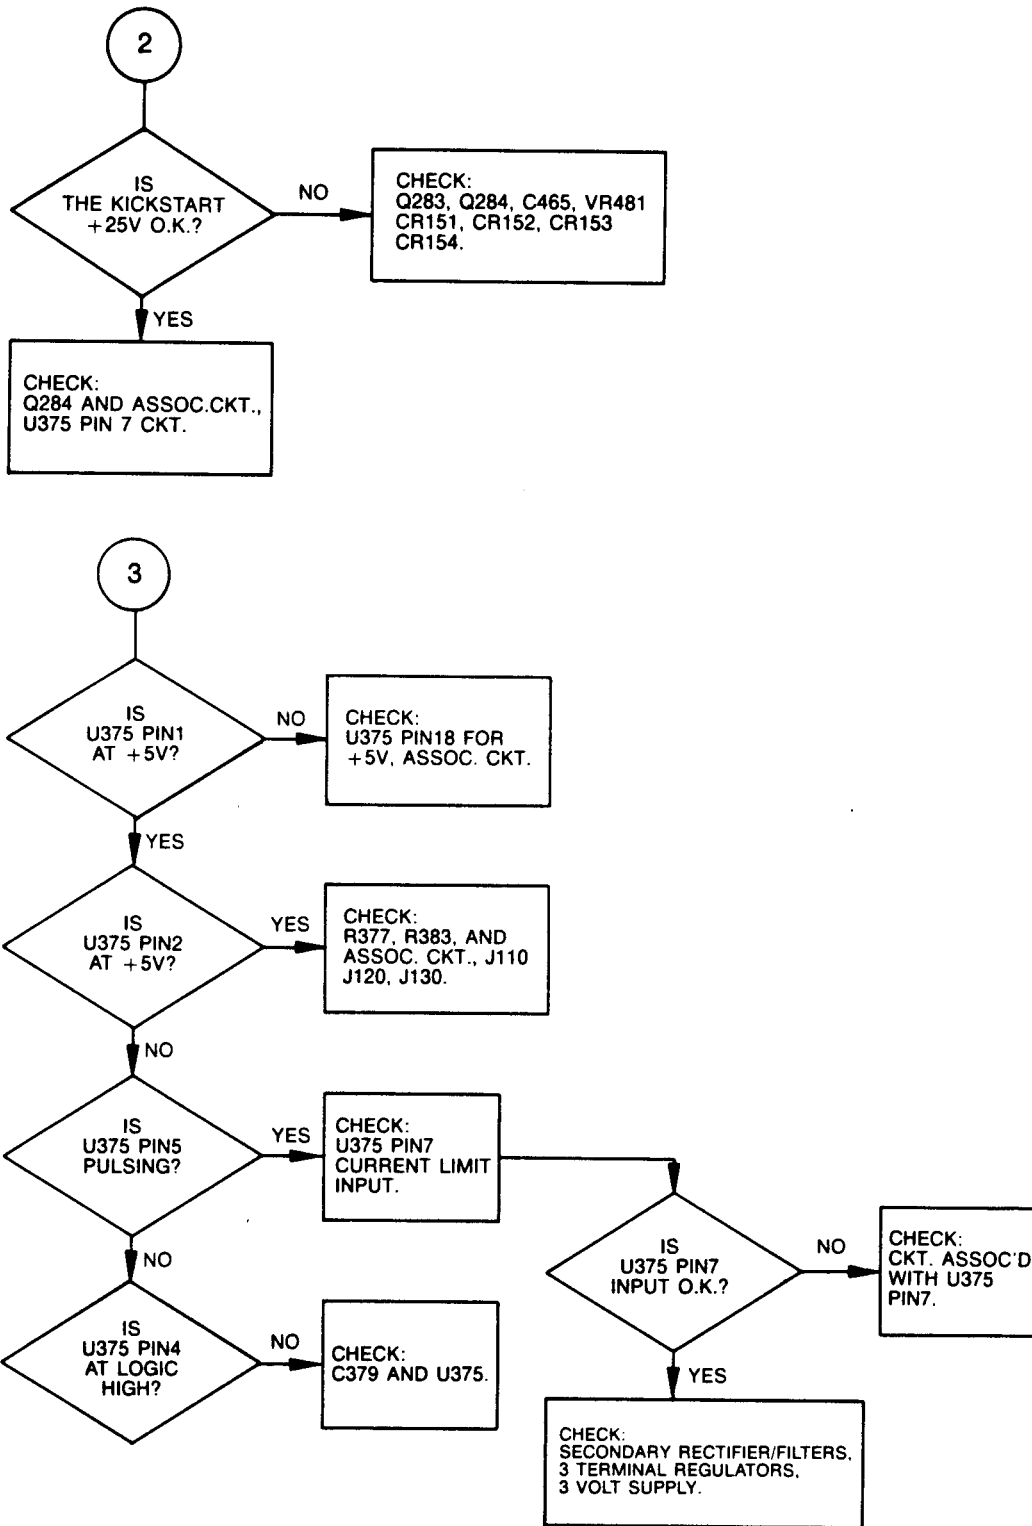 2
IS
THE KICKSTART
+25V O.K.?
NO
CHECK:
Q283, Q284, C465, VR481
CR151, CR152, CR153
CR154.
YES
CHECK:
Q284 AND ASSOC.CKT.,
U375 PIN 7 CKT.
3
IS
U375 PIN1
AT +5V?
NO
CHECK:
U375 PIN18 FOR
+5V, ASSOC. CKT.
YES
IS
U375 PIN2
AT +5V?
YES
CHECK:
R377, R383, AND
ASSOC. CKT., J110
J120, J130.
NO
IS
U375 PIN5
PULSING?
YES
CHECK:
U375 PIN7
CURRENT LIMIT
INPUT.
IS
U375 PIN7
INPUT O.K.?
NO
CHECK:
CKT. ASSOC'D
WITH U375
PIN7.
NO
IS
U375 PIN4
AT LOGIC
HIGH?
NO
CHECK:
C379 AND U375.
YES
CHECK:
SECONDARY RECTIFIER/FILTERS,
3 TERMINAL REGULATORS,
3 VOLT SUPPLY.